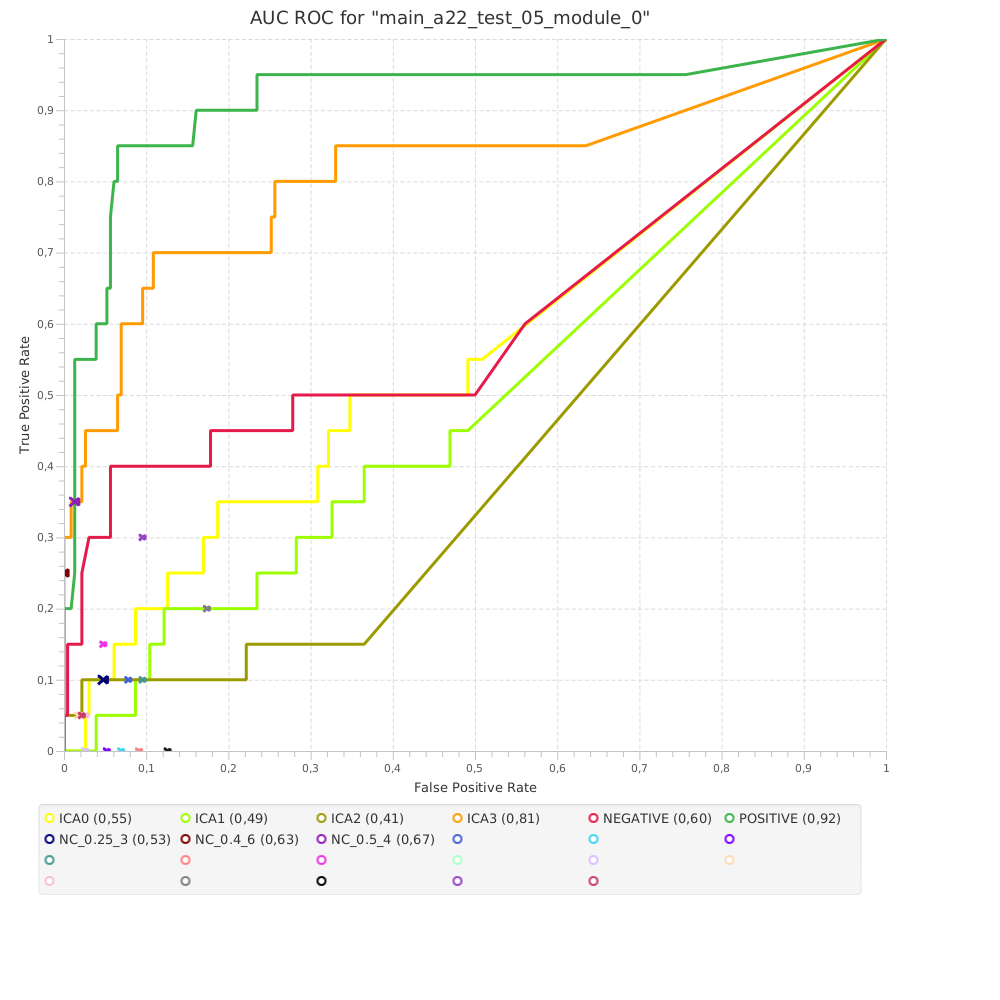 AUC ROC for "main_a22_test_05_module_0"
1
0,9
0,8
0,7
0,6
0,5
0,4
0,3
0,2
0,1
0
True Positive Rate
0 0,1 0,2 0,3 0,4 0,5 0,6 0,7 0,8 0,9 1
False Positive Rate
ICA0 (0,55) ICA1 (0,49) ICA2 (0,41) ICA3 (0,81) NEGATIVE (0,60) POSITIVE (0,92)
NC_0.25_3 (0,53) NC_0.4_6 (0,63) NC_0.5_4 (0,67)